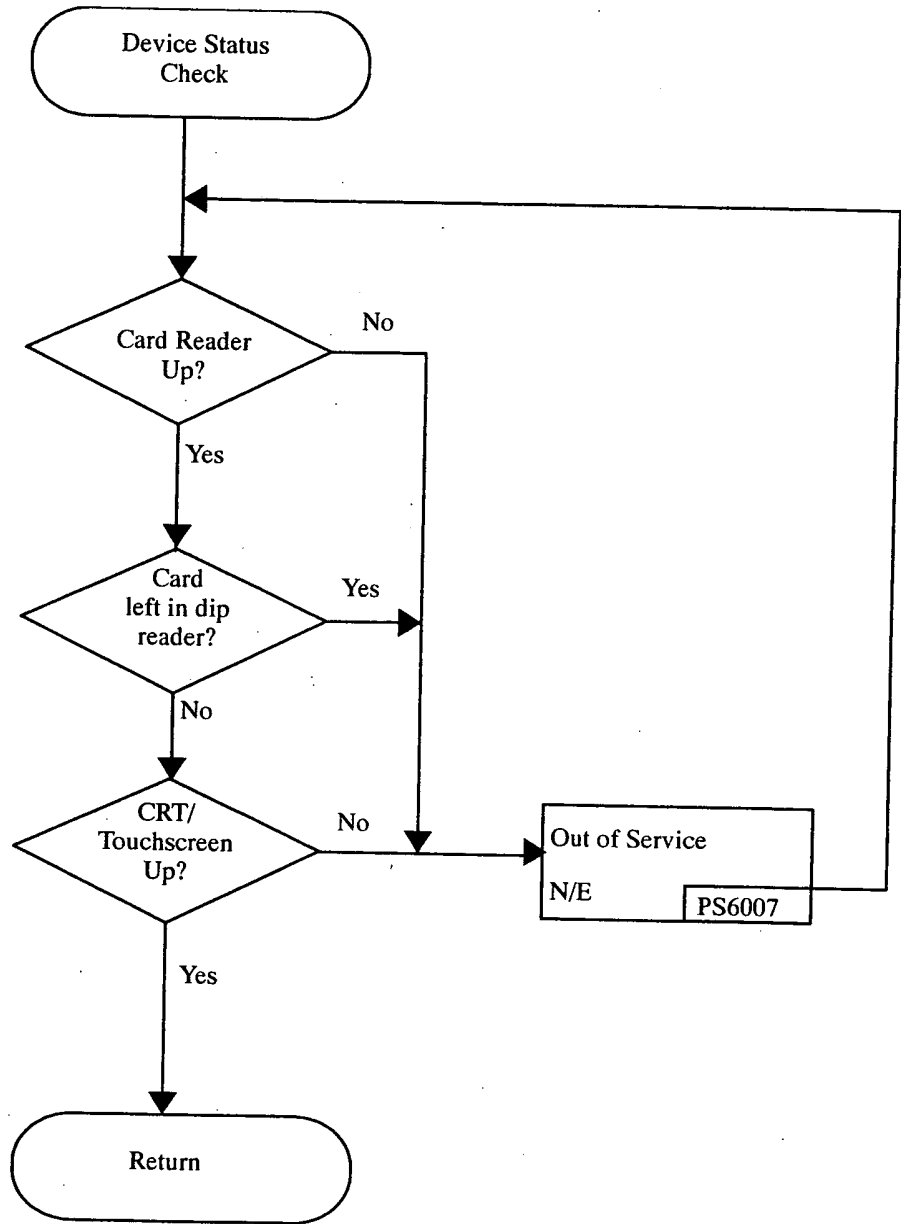 Device Status
Check
Card Reader
Up?
No
Yes
Card
left in dip
reader?
Yes
No
CRT/
Touchscreen
Up?
No
Out of Service
N/E
PS6007
Yes
Return